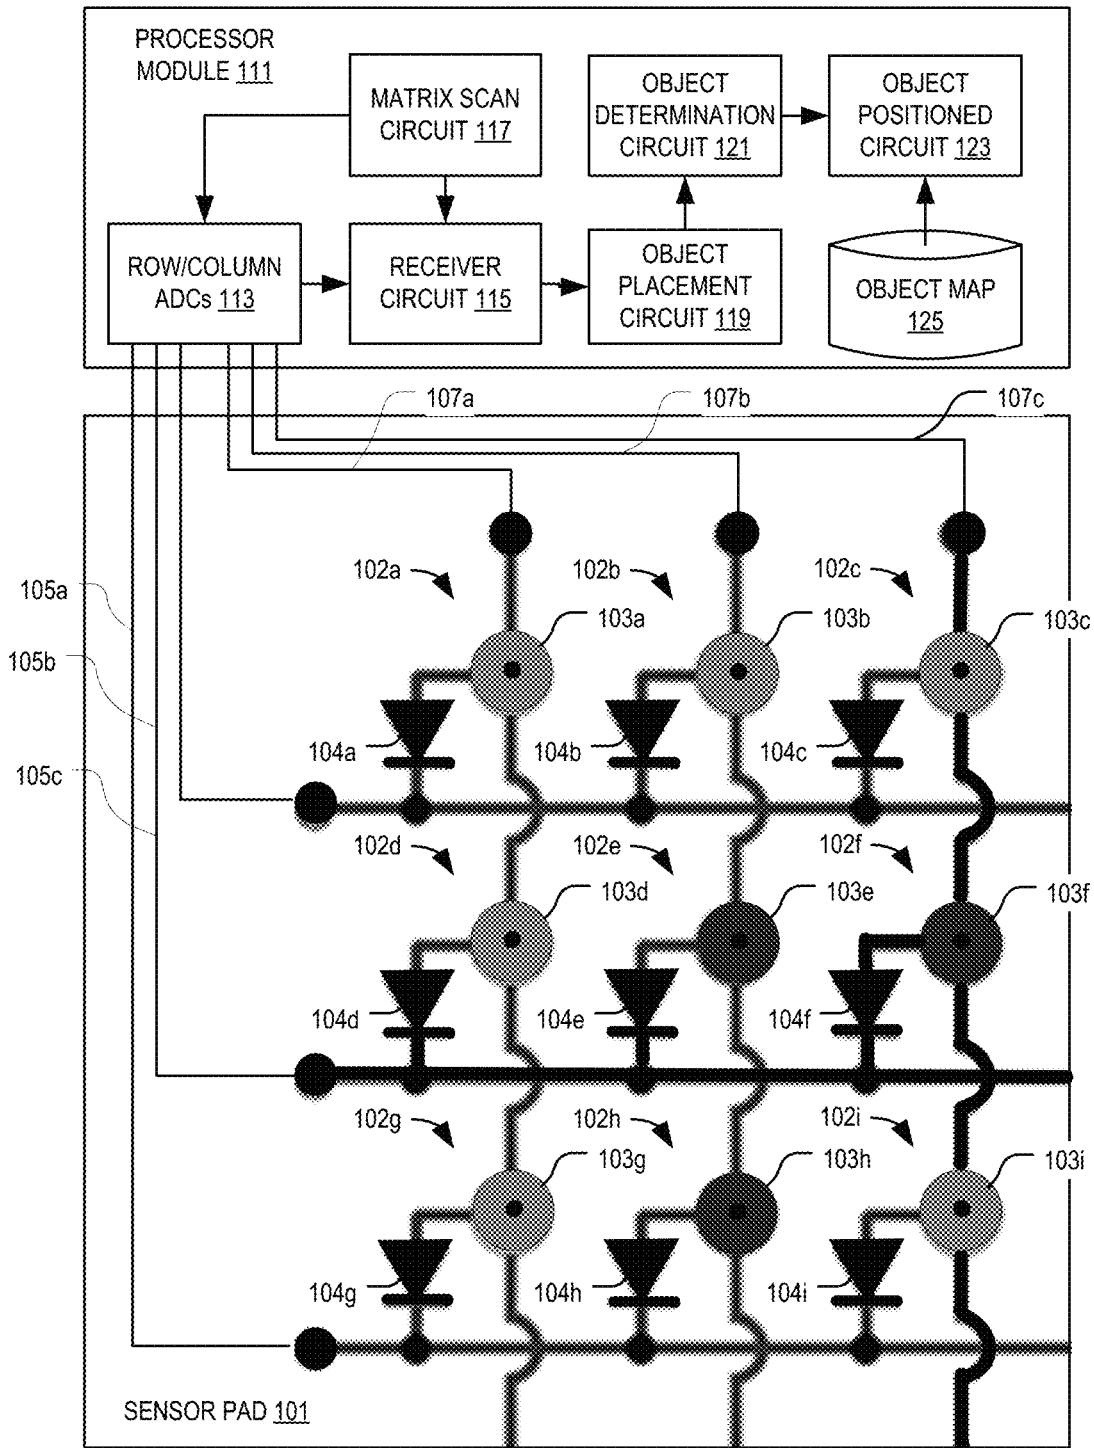 PROCESSOR
MODULE 111
MATRIX SCAN
CIRCUIT 117
OBJECT
DETERMINATION
CIRCUIT 121
OBJECT
POSITIONED
CIRCUIT 123
ROW/COLUMN
ADCs 113
RECEIVER
CIRCUIT 115
OBJECT
PLACEMENT
CIRCUIT 119
OBJECT MAP
125
107a
107b
107c
102a
102b
102c
105a
103a
103b
103c
105b
104a
104b
104c
105c
102d
102e
102f
103d
103e
103f
104d
104e
104f
102g
102h
102i
103g
103h
103i
104g
104h
104i
SENSOR PAD 101